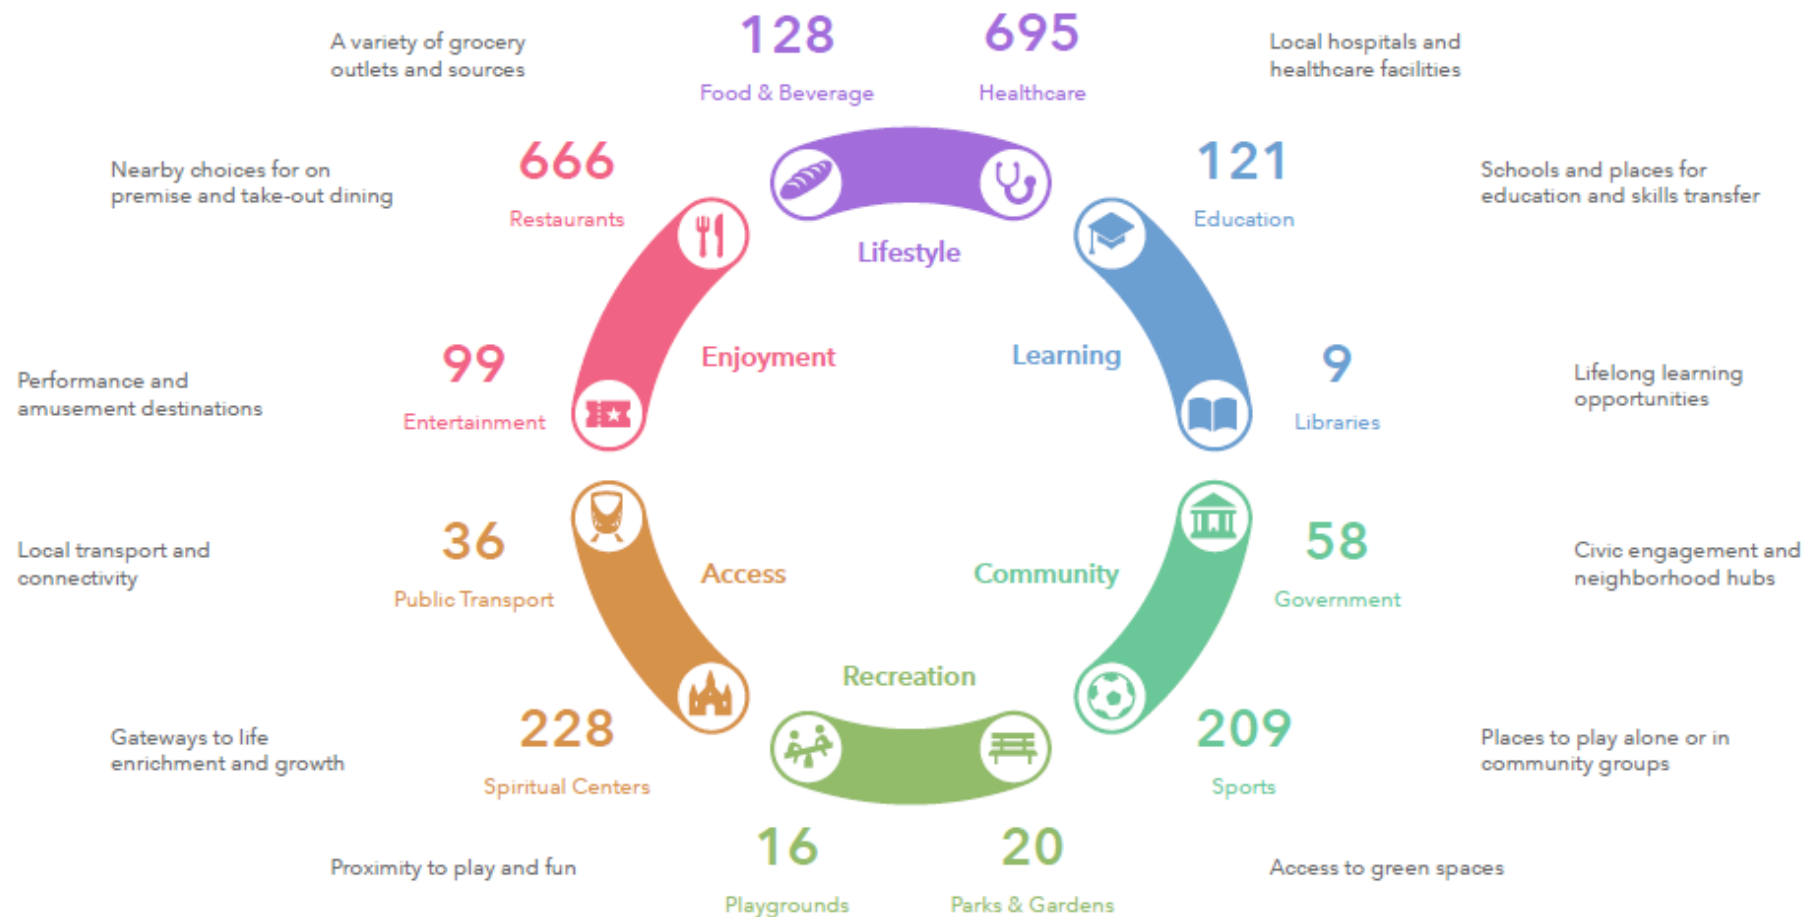 128
695
A variety of grocery
outlets and sources
Food & Beverage
Healthcare
Local hospitals and
healthcare facilities
Nearby choices for on
premise and take-out dining
666
Restaurants
Lifestyle
121
Education
Schools and places for
education and skills transfer
Performance and
amusement destinations
99
Entertainment
Enjoyment
Learning
9
Libraries
Lifelong learning
opportunities
Local transport and
connectivity
36
Public Transport
Access
Community
58
Government
Civic engagement and
neighborhood hubs
Gateways to life
enrichment and growth
228
Spiritual Centers
Recreation
209
Sports
Places to play alone or in
community groups
Proximity to play and fun
16
Playgrounds
20
Parks & Gardens
Access to green spaces